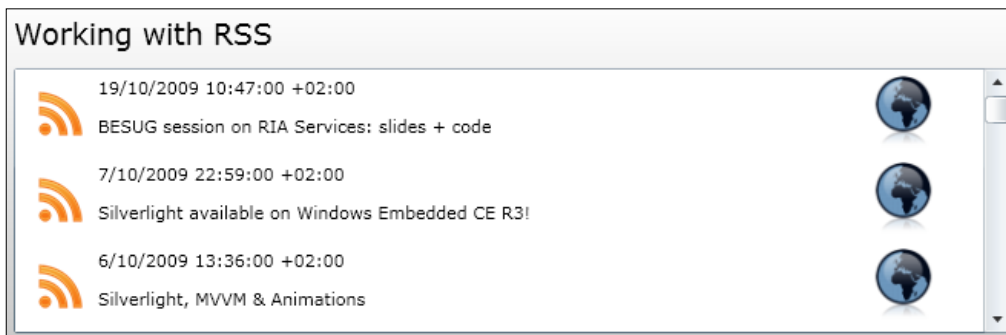 Working with RSS
19/10/2009 10:47:00 +02:00
BESUG session on RIA Services: slides + code
7/10/2009 22:59:00 +02:00
Silverlight available on Windows Embedded CE R3!
6/10/2009 13:36:00 +02:00
Silverlight, MVVM & Animations